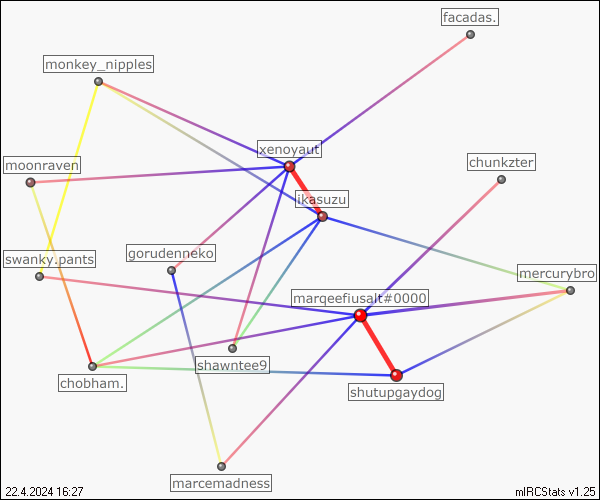 facadas.
monkey_nipples
xenoyaut
chunkzter
moonraven
ikasuzu
gorudenneko
swanky.pants
mercurybro
marqeefiusalt#0000
shawntee9
chobham.
shutupgaydog
marcemadness
22.4.2024 16:27
mIRCStats v1.25